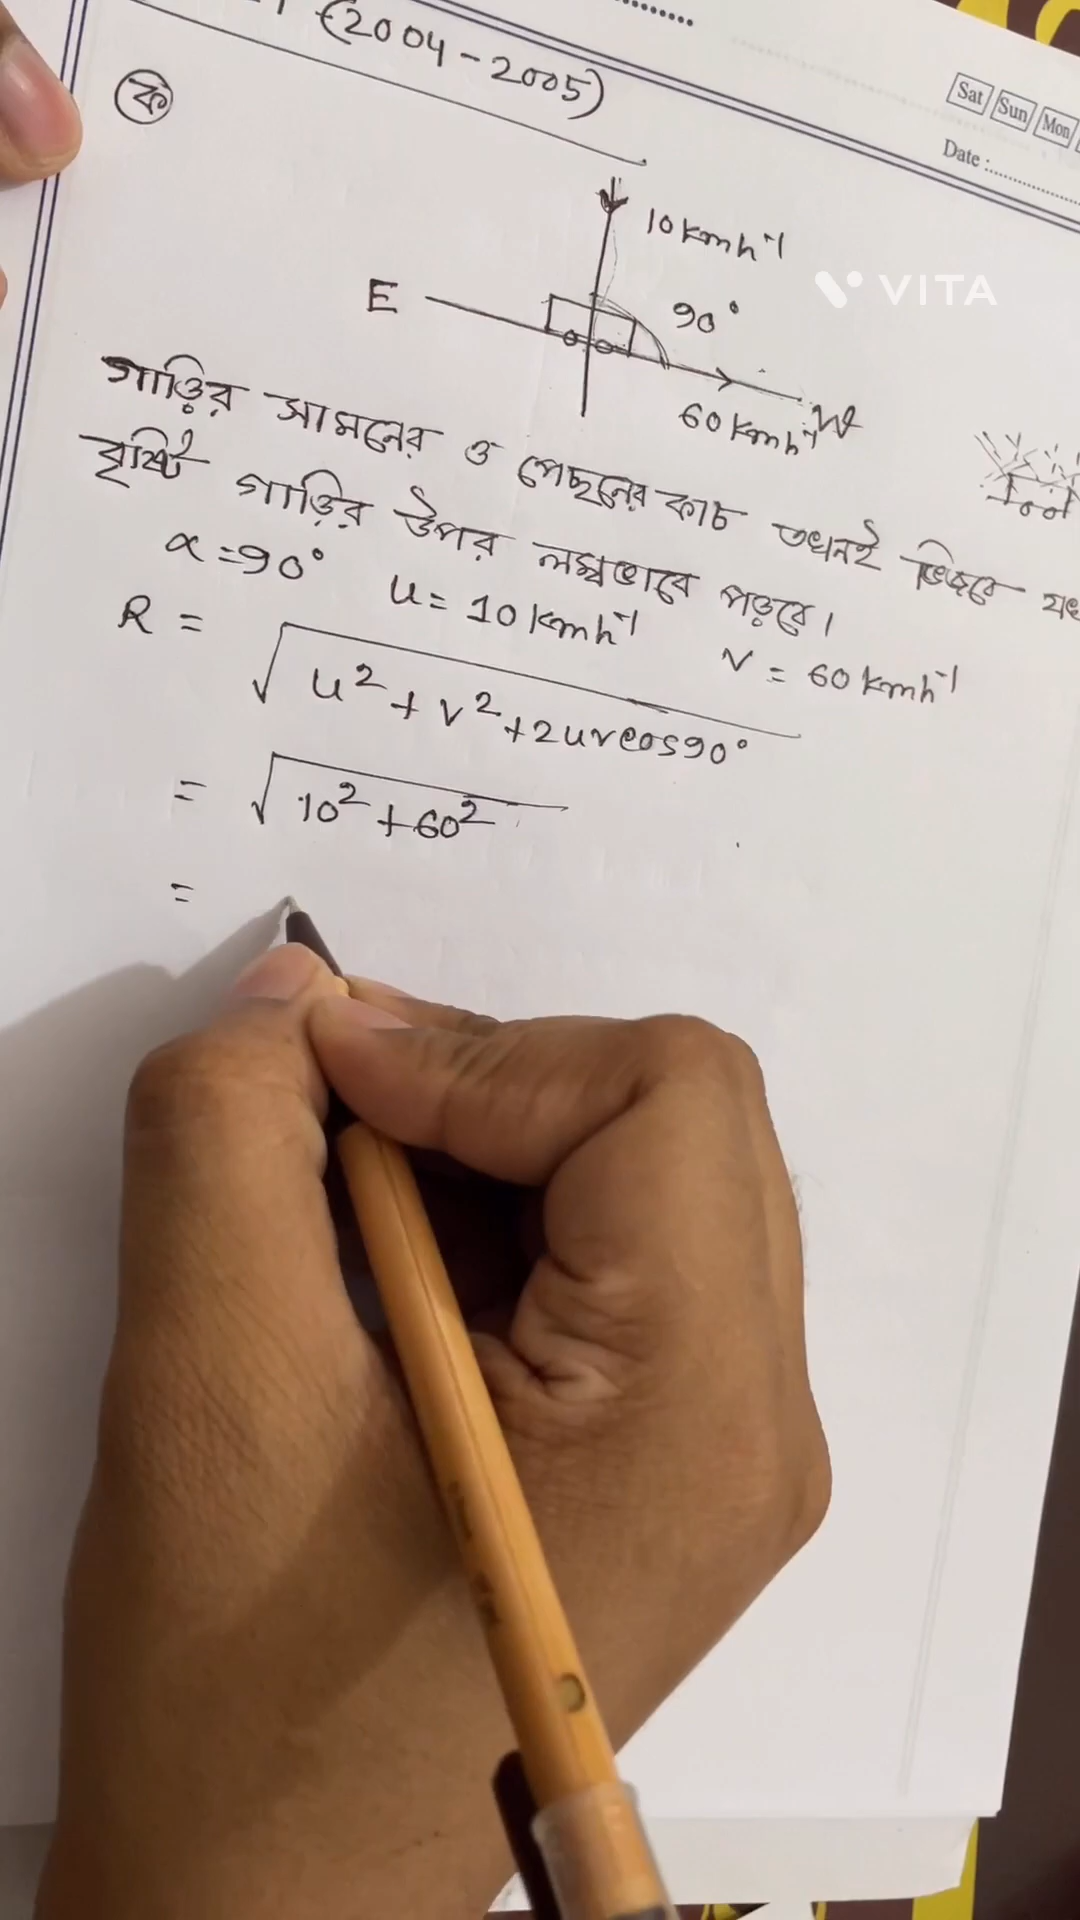 (2004-2005)
Sat Sun Mon
Date :
ক
10 kmh⁻¹
VITA
90°
E
W
60 kmh⁻¹
গাড়ির সামনের ও পেছনের কাচ তখনই ভিজবে
বৃষ্টি গাড়ির উপর লম্বভাবে পড়বে।
α = 90° u = 10 kmh⁻¹ v = 60 kmh⁻¹
R = √u² + v² + 2uvcos90°
= √10² + 60²
=